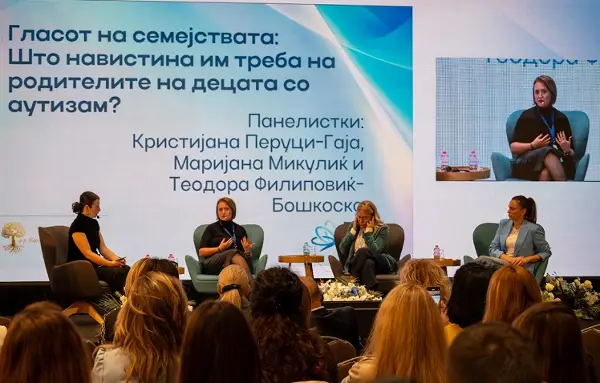 Гласот на семејствата:
Што навистина им треба на
родителите на децата со
аутизам?
Панелистки:
Кристијана Перуци-Гаја,
Маријана Микулиќ и
Теодора Филиповиќ-
Бошкоск